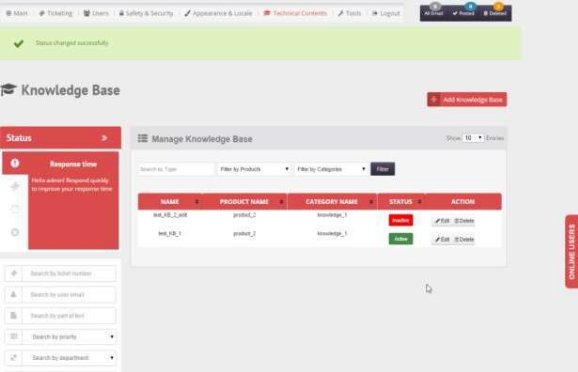 Main Ticketing Users Safety & Security Appearance & Locale Technical Contents Tools Logout
All Email Posted Deleted
Status changed successfully
Knowledge Base
Add Knowledge Base
Status »
Manage Knowledge Base
Show 10 Entries
Response time
Hello admin! Respond quickly
to improve your response time
Search by Typer
Filter by Products
Filter by Categories
Filter
NAME PRODUCT NAME CATEGORY NAME STATUS ACTION
test_KB_2_edit product_2 knowledge_1 Inactive Edit Delete
test_KB_1 product_2 knowledge_1 Active Edit Delete
ONLINE USERS
Search by ticket number
Search by user email
Search by part of text
Search by priority
Search by department